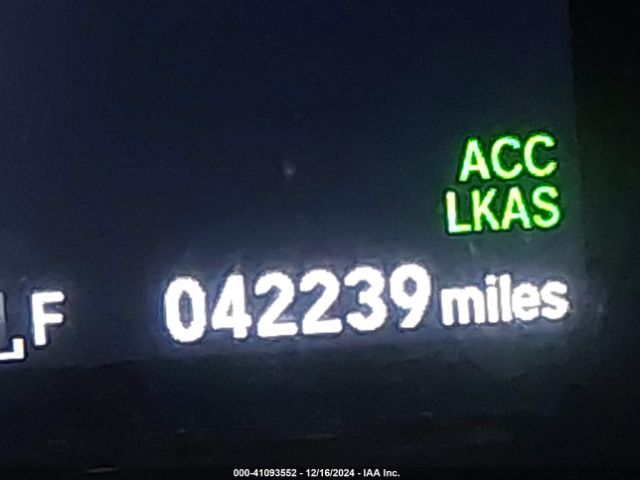 ACC
LKAS
F 042239 miles
000-41093552 - 12/16/2024 - IAA Inc.